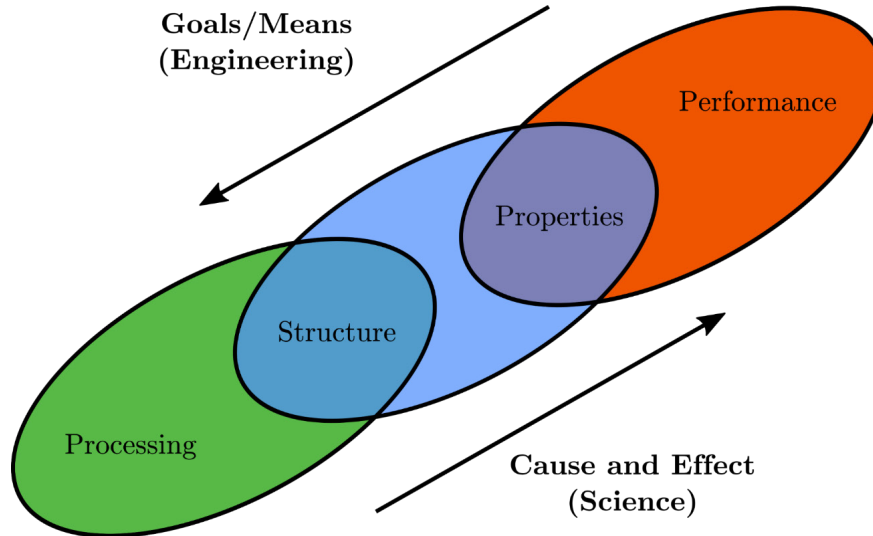 Goals/Means
(Engineering)
Performance
Properties
Structure
Processing
Cause and Effect
(Science)